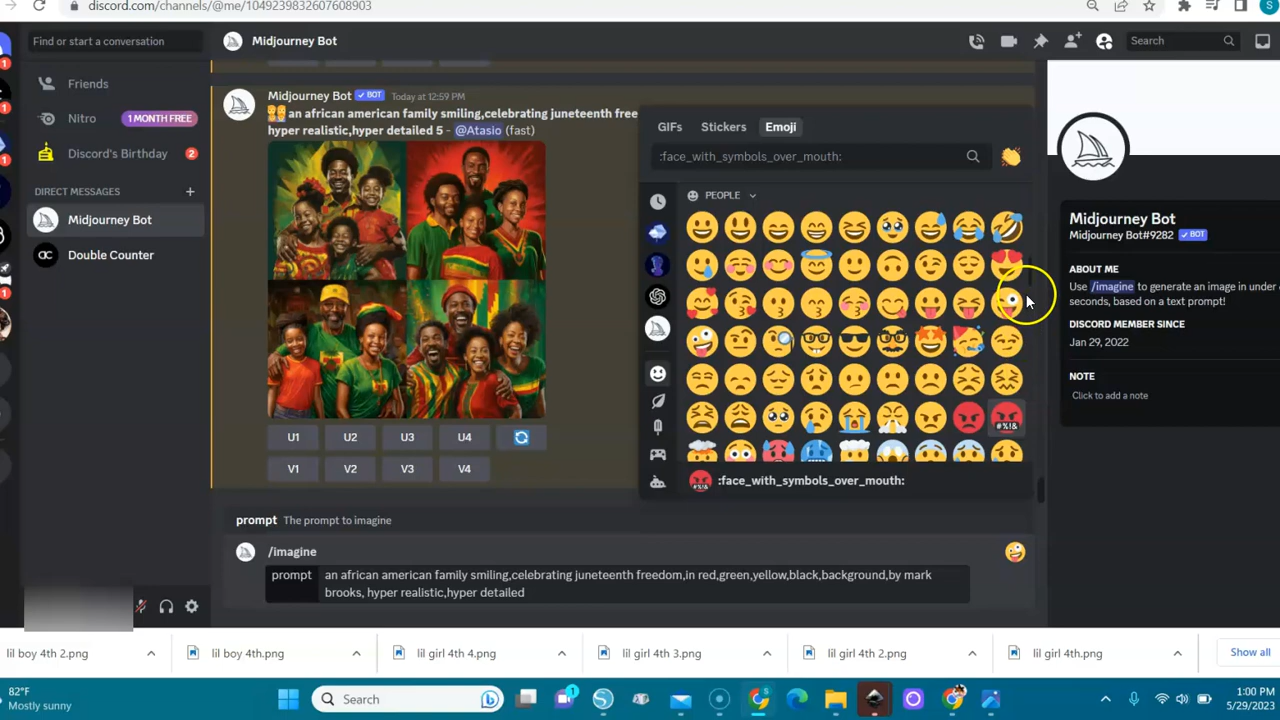 discord.com/channels/@me/1049239832607608903
S
Find or start a conversation
Midjourney Bot
Search
Friends
Nitro
1 MONTH FREE
Discord's Birthday
2
DIRECT MESSAGES
Midjourney Bot
Double Counter
Midjourney Bot BOT Today at 12:59 PM
an african american family smiling,celebrating juneteenth free
hyper realistic,hyper detailed 5 - @Atasio (fast)
U1 U2 U3 U4
V1 V2 V3 V4
GIFs Stickers Emoji
:face_with_symbols_over_mouth:
PEOPLE
#%!&
:face_with_symbols_over_mouth:
prompt The prompt to imagine
/imagine
prompt an african american family smiling,celebrating juneteenth freedom,in red,green,yellow,black,background,by mark
brooks, hyper realistic,hyper detailed
Midjourney Bot
Midjourney Bot#9282 BOT
ABOUT ME
Use /imagine to generate an image in under
seconds, based on a text prompt!
DISCORD MEMBER SINCE
Jan 29, 2022
NOTE
Click to add a note
lil boy 4th 2.png
lil boy 4th.png
lil girl 4th 4.png
lil girl 4th 3.png
lil girl 4th 2.png
lil girl 4th.png
Show all
82°F
Mostly sunny
Search
1:00 PM
5/29/2023